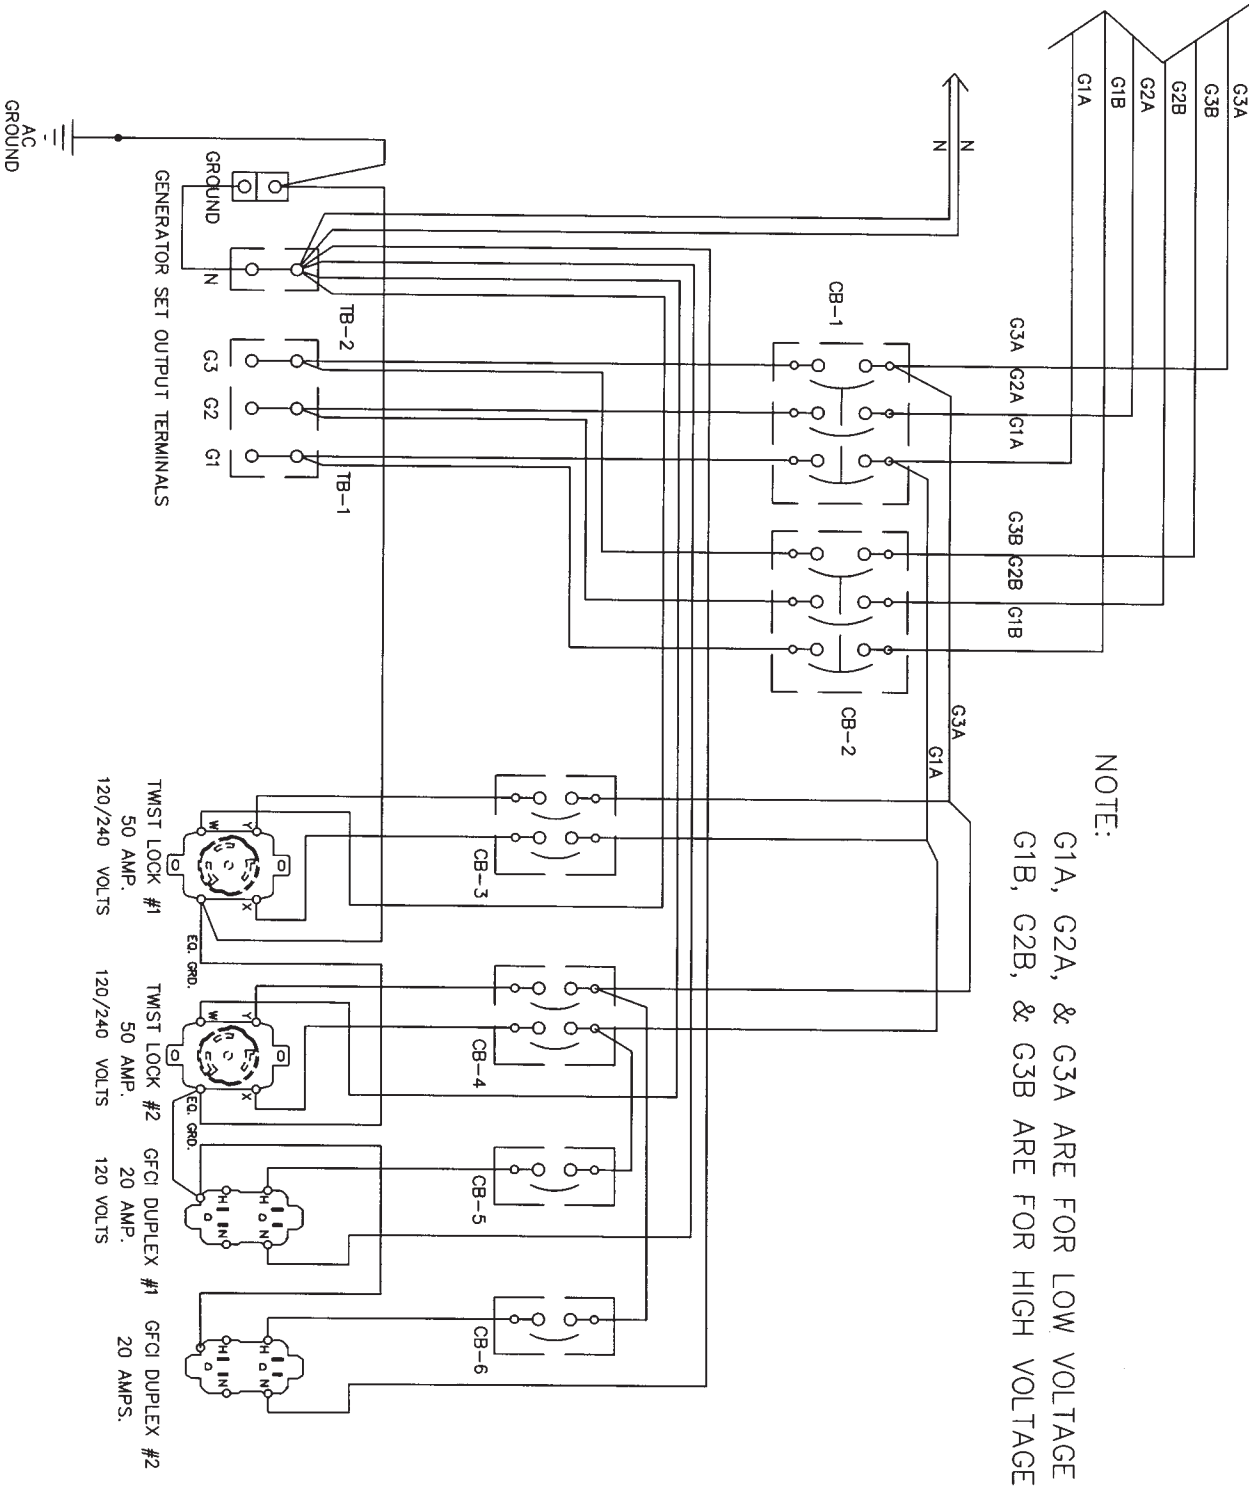 NOTE:
G1A, G2A, & G3A ARE FOR LOW VOLTAGE
G1B, G2B, & G3B ARE FOR HIGH VOLTAGE
G3A
G3B
G2B
G2A
G1B
G1A
N
N
G3A
G2A
G1A
G3B
G2B
G1B
G3A
G1A
CB-1
CB-2
CB-3
CB-4
CB-5
CB-6
TB-2
TB-1
GROUND
N
G3
G2
G1
GENERATOR SET OUTPUT TERMINALS
AC
GROUND
Y
W
X
EQ. GRD.
Y
W
X
EQ. GRD.
H
N
H
N
H
N
H
N
TWIST LOCK #1
50 AMP.
120/240 VOLTS
TWIST LOCK #2
50 AMP.
120/240 VOLTS
GFCI DUPLEX #1
20 AMP.
120 VOLTS
GFCI DUPLEX #2
20 AMPS.